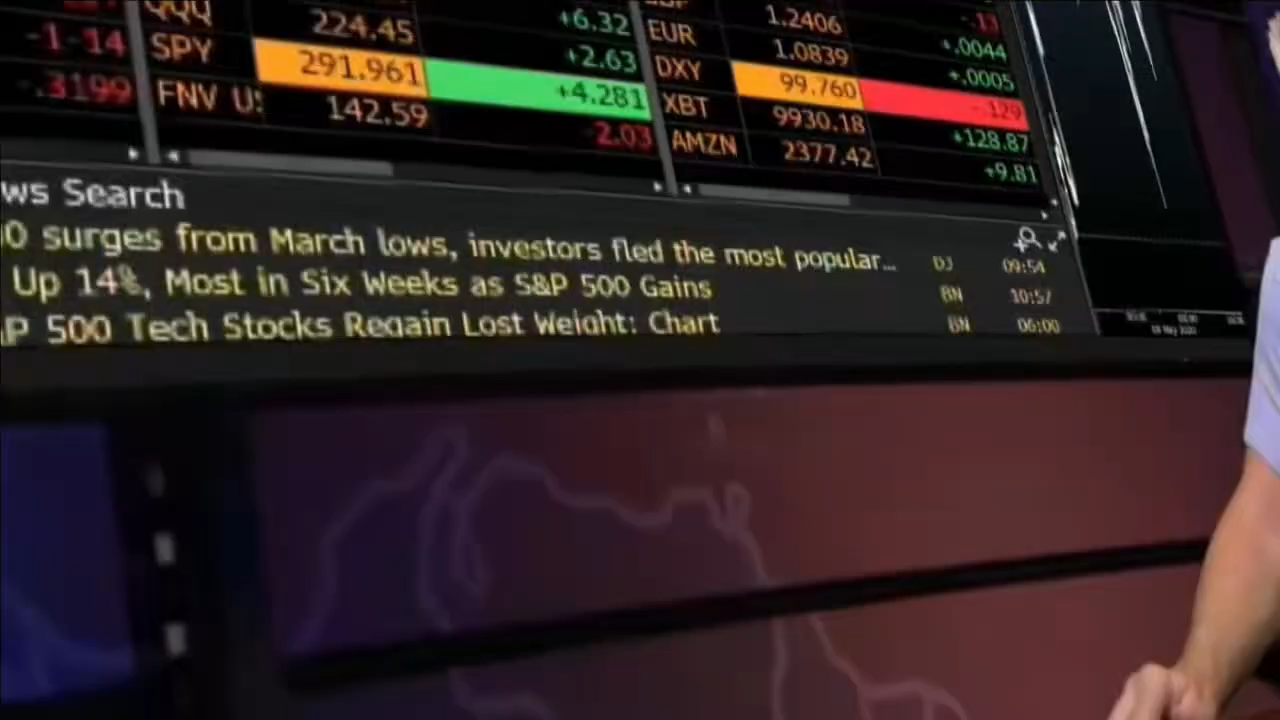 QQQ 224.45 +6.32
-1-14 SPY 291.961 +2.63
-.3199 FNV U: 142.59 +4.281
-2.03
1.2406 -.13
EUR 1.0839 +.0044
DXY 99.760 +.0005
XBT 9930.18 -.129
AMZN 2377.42 +128.87
+9.81
ws Search
0 surges from March lows, investors fled the most popular… DJ 09:54
Up 14%, Most in Six Weeks as S&P 500 Gains BN 10:57
P 500 Tech Stocks Regain Lost Weight: Chart BN 06:00